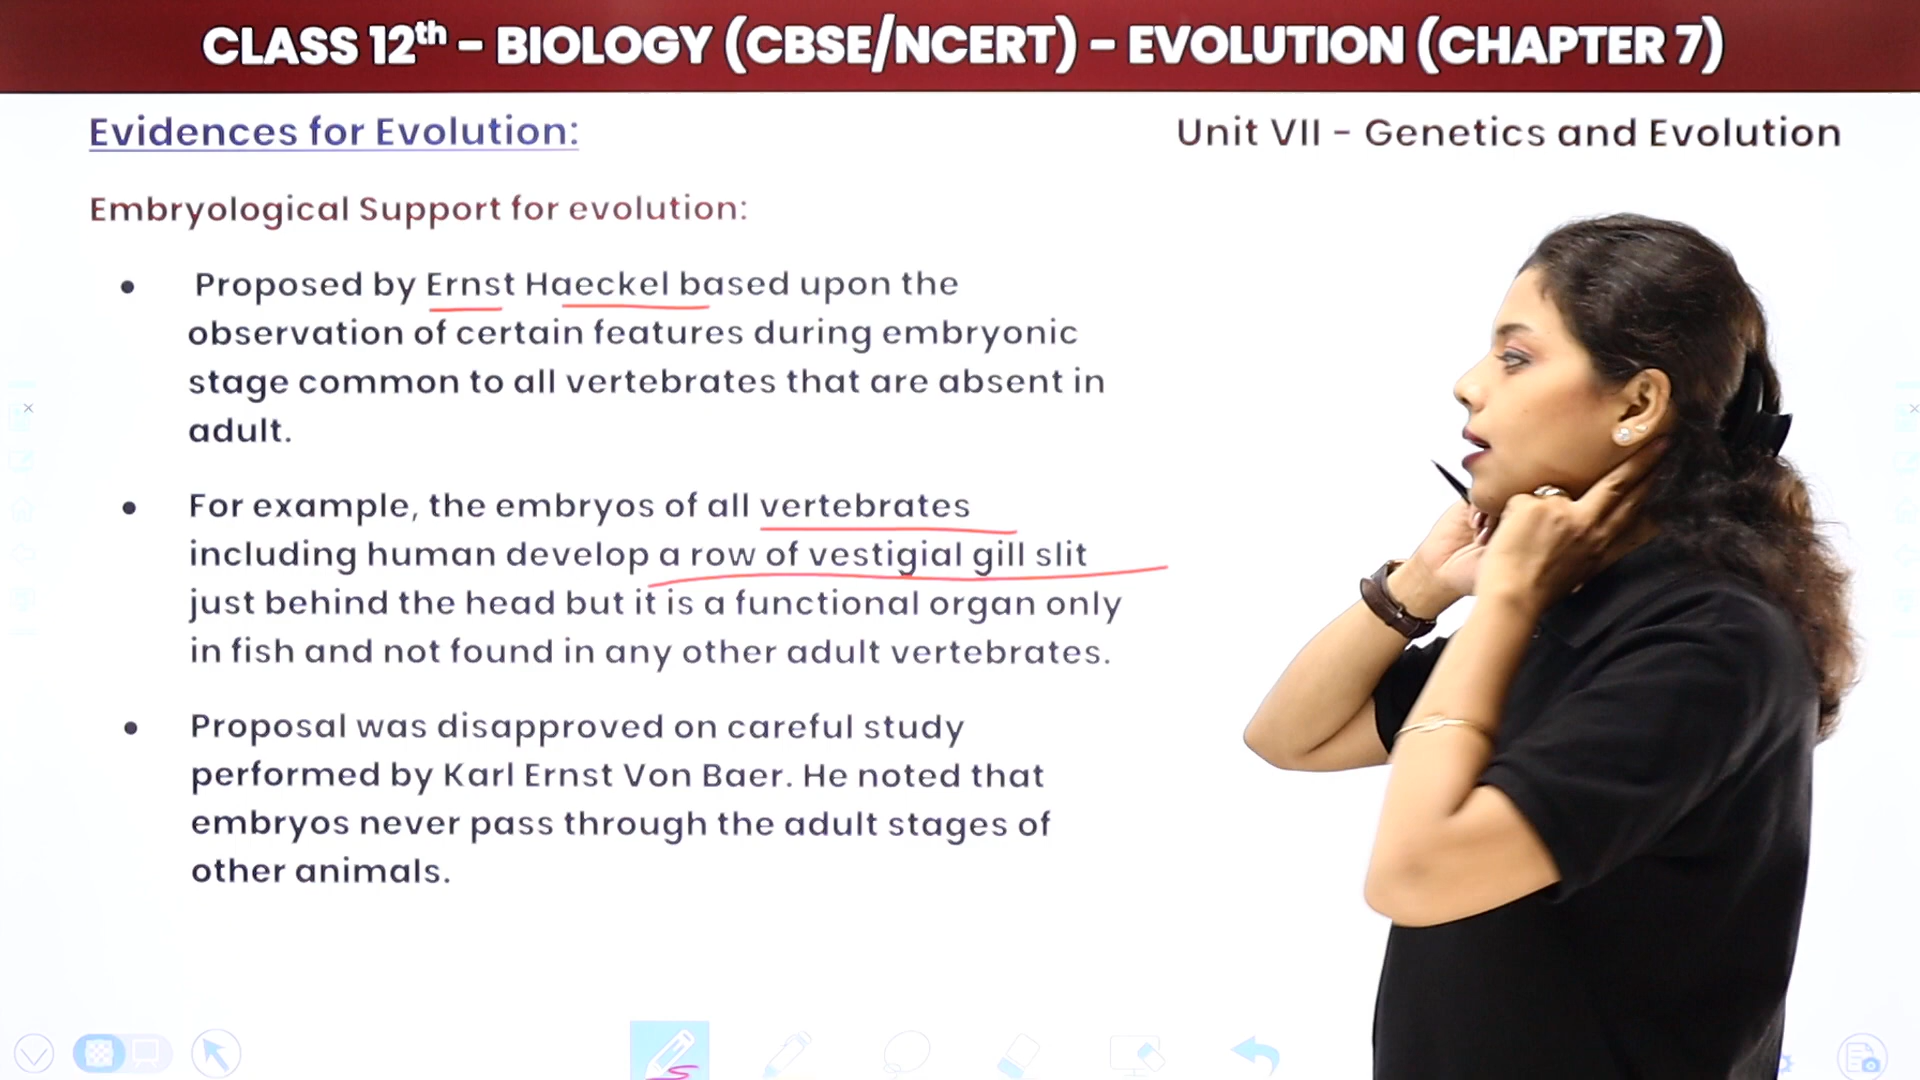 CLASS 12th – BIOLOGY (CBSE/NCERT) – EVOLUTION (CHAPTER 7)
Evidences for Evolution:
Unit VII – Genetics and Evolution
Embryological Support for evolution:
• Proposed by Ernst Haeckel based upon the
observation of certain features during embryonic
stage common to all vertebrates that are absent in
adult.
• For example, the embryos of all vertebrates
including human develop a row of vestigial gill slit
just behind the head but it is a functional organ only
in fish and not found in any other adult vertebrates.
• Proposal was disapproved on careful study
performed by Karl Ernst Von Baer. He noted that
embryos never pass through the adult stages of
other animals.